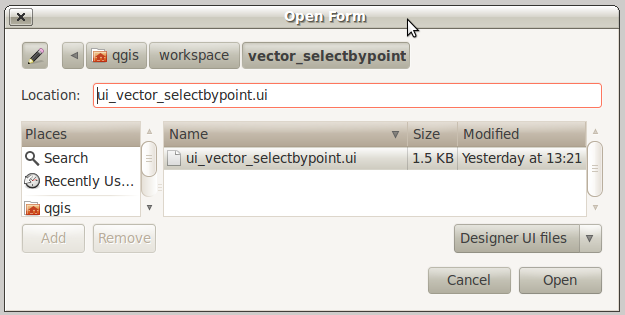 Open Form
qgis workspace vector_selectbypoint
Location: ui_vector_selectbypoint.ui
Places Name Size Modified
Search ui_vector_selectbypoint.ui 1.5 KB Yesterday at 13:21
Recently Us...
qgis
Add Remove Designer UI files
Cancel Open